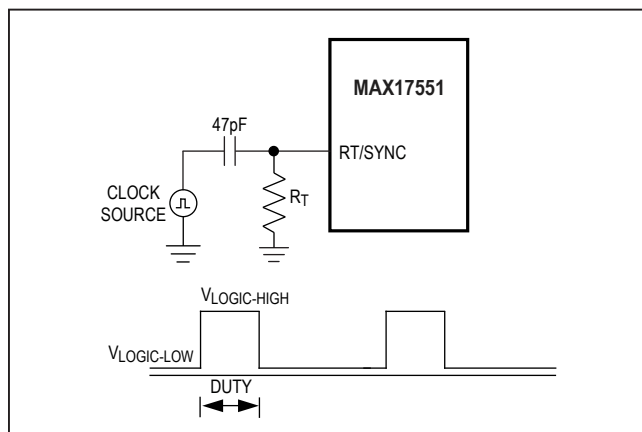 MAX17551
47pF
RT/SYNC
RT
CLOCK
SOURCE
VLOGIC-HIGH
VLOGIC-LOW
DUTY